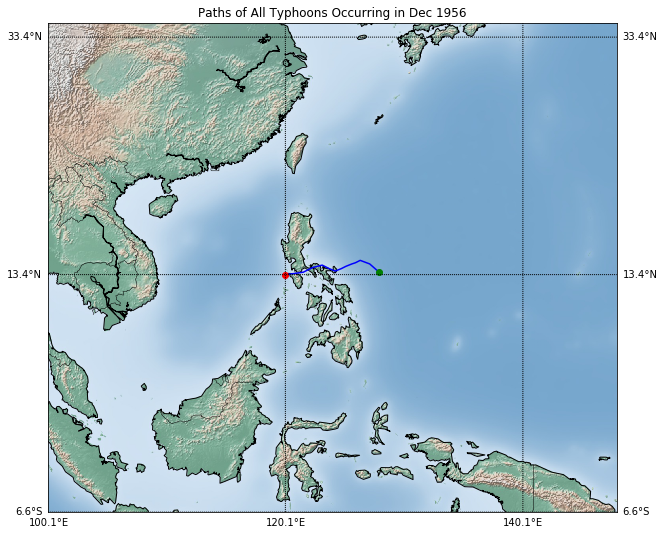 Paths of All Typhoons Occurring in Dec 1956
33.4°N 33.4°N
13.4°N 13.4°N
6.6°S 6.6°S
100.1°E 120.1°E 140.1°E